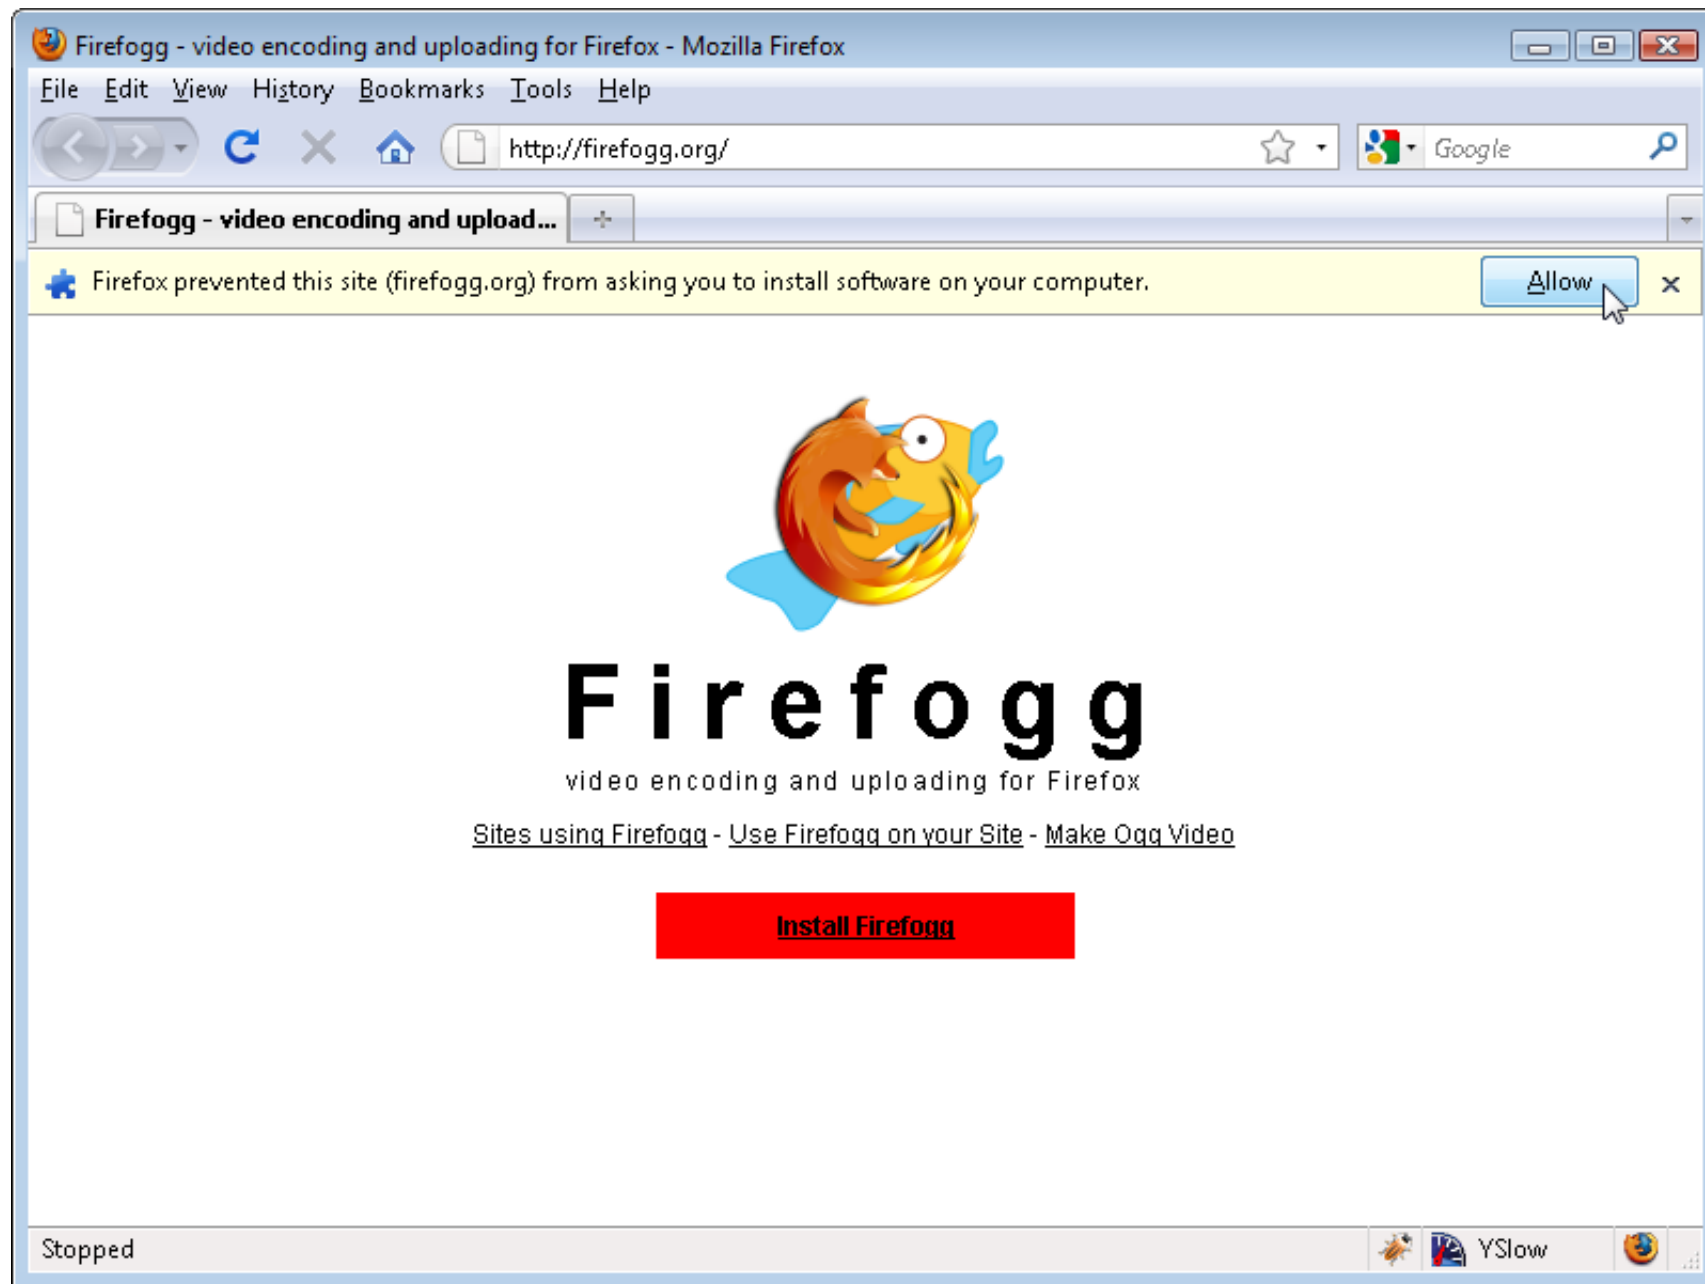 Firefogg - video encoding and uploading for Firefox - Mozilla Firefox
File Edit View History Bookmarks Tools Help
http://firefogg.org/
Google
Firefogg - video encoding and upload...
Firefox prevented this site (firefogg.org) from asking you to install software on your computer.
Allow
Firefogg
video encoding and uploading for Firefox
Sites using Firefogg - Use Firefogg on your Site - Make Ogg Video
Install Firefogg
Stopped
YSlow